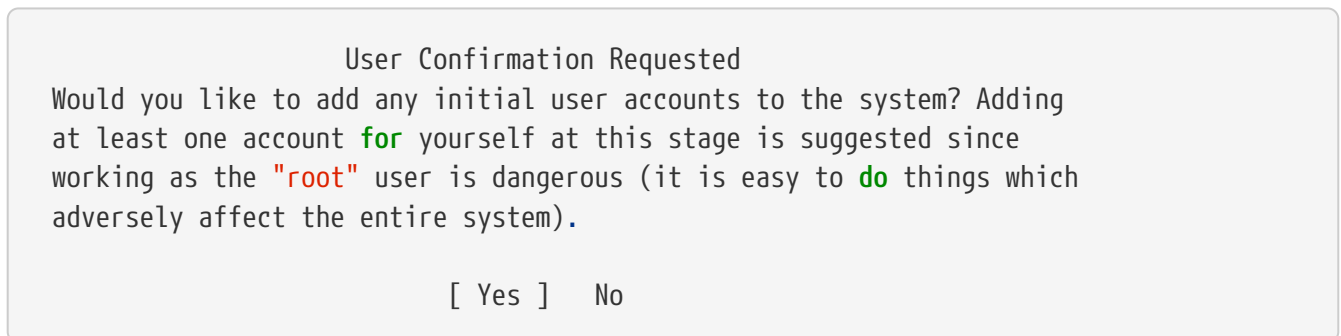 User Confirmation Requested
Would you like to add any initial user accounts to the system? Adding
at least one account for yourself at this stage is suggested since
working as the "root" user is dangerous (it is easy to do things which
adversely affect the entire system).
[ Yes ] No